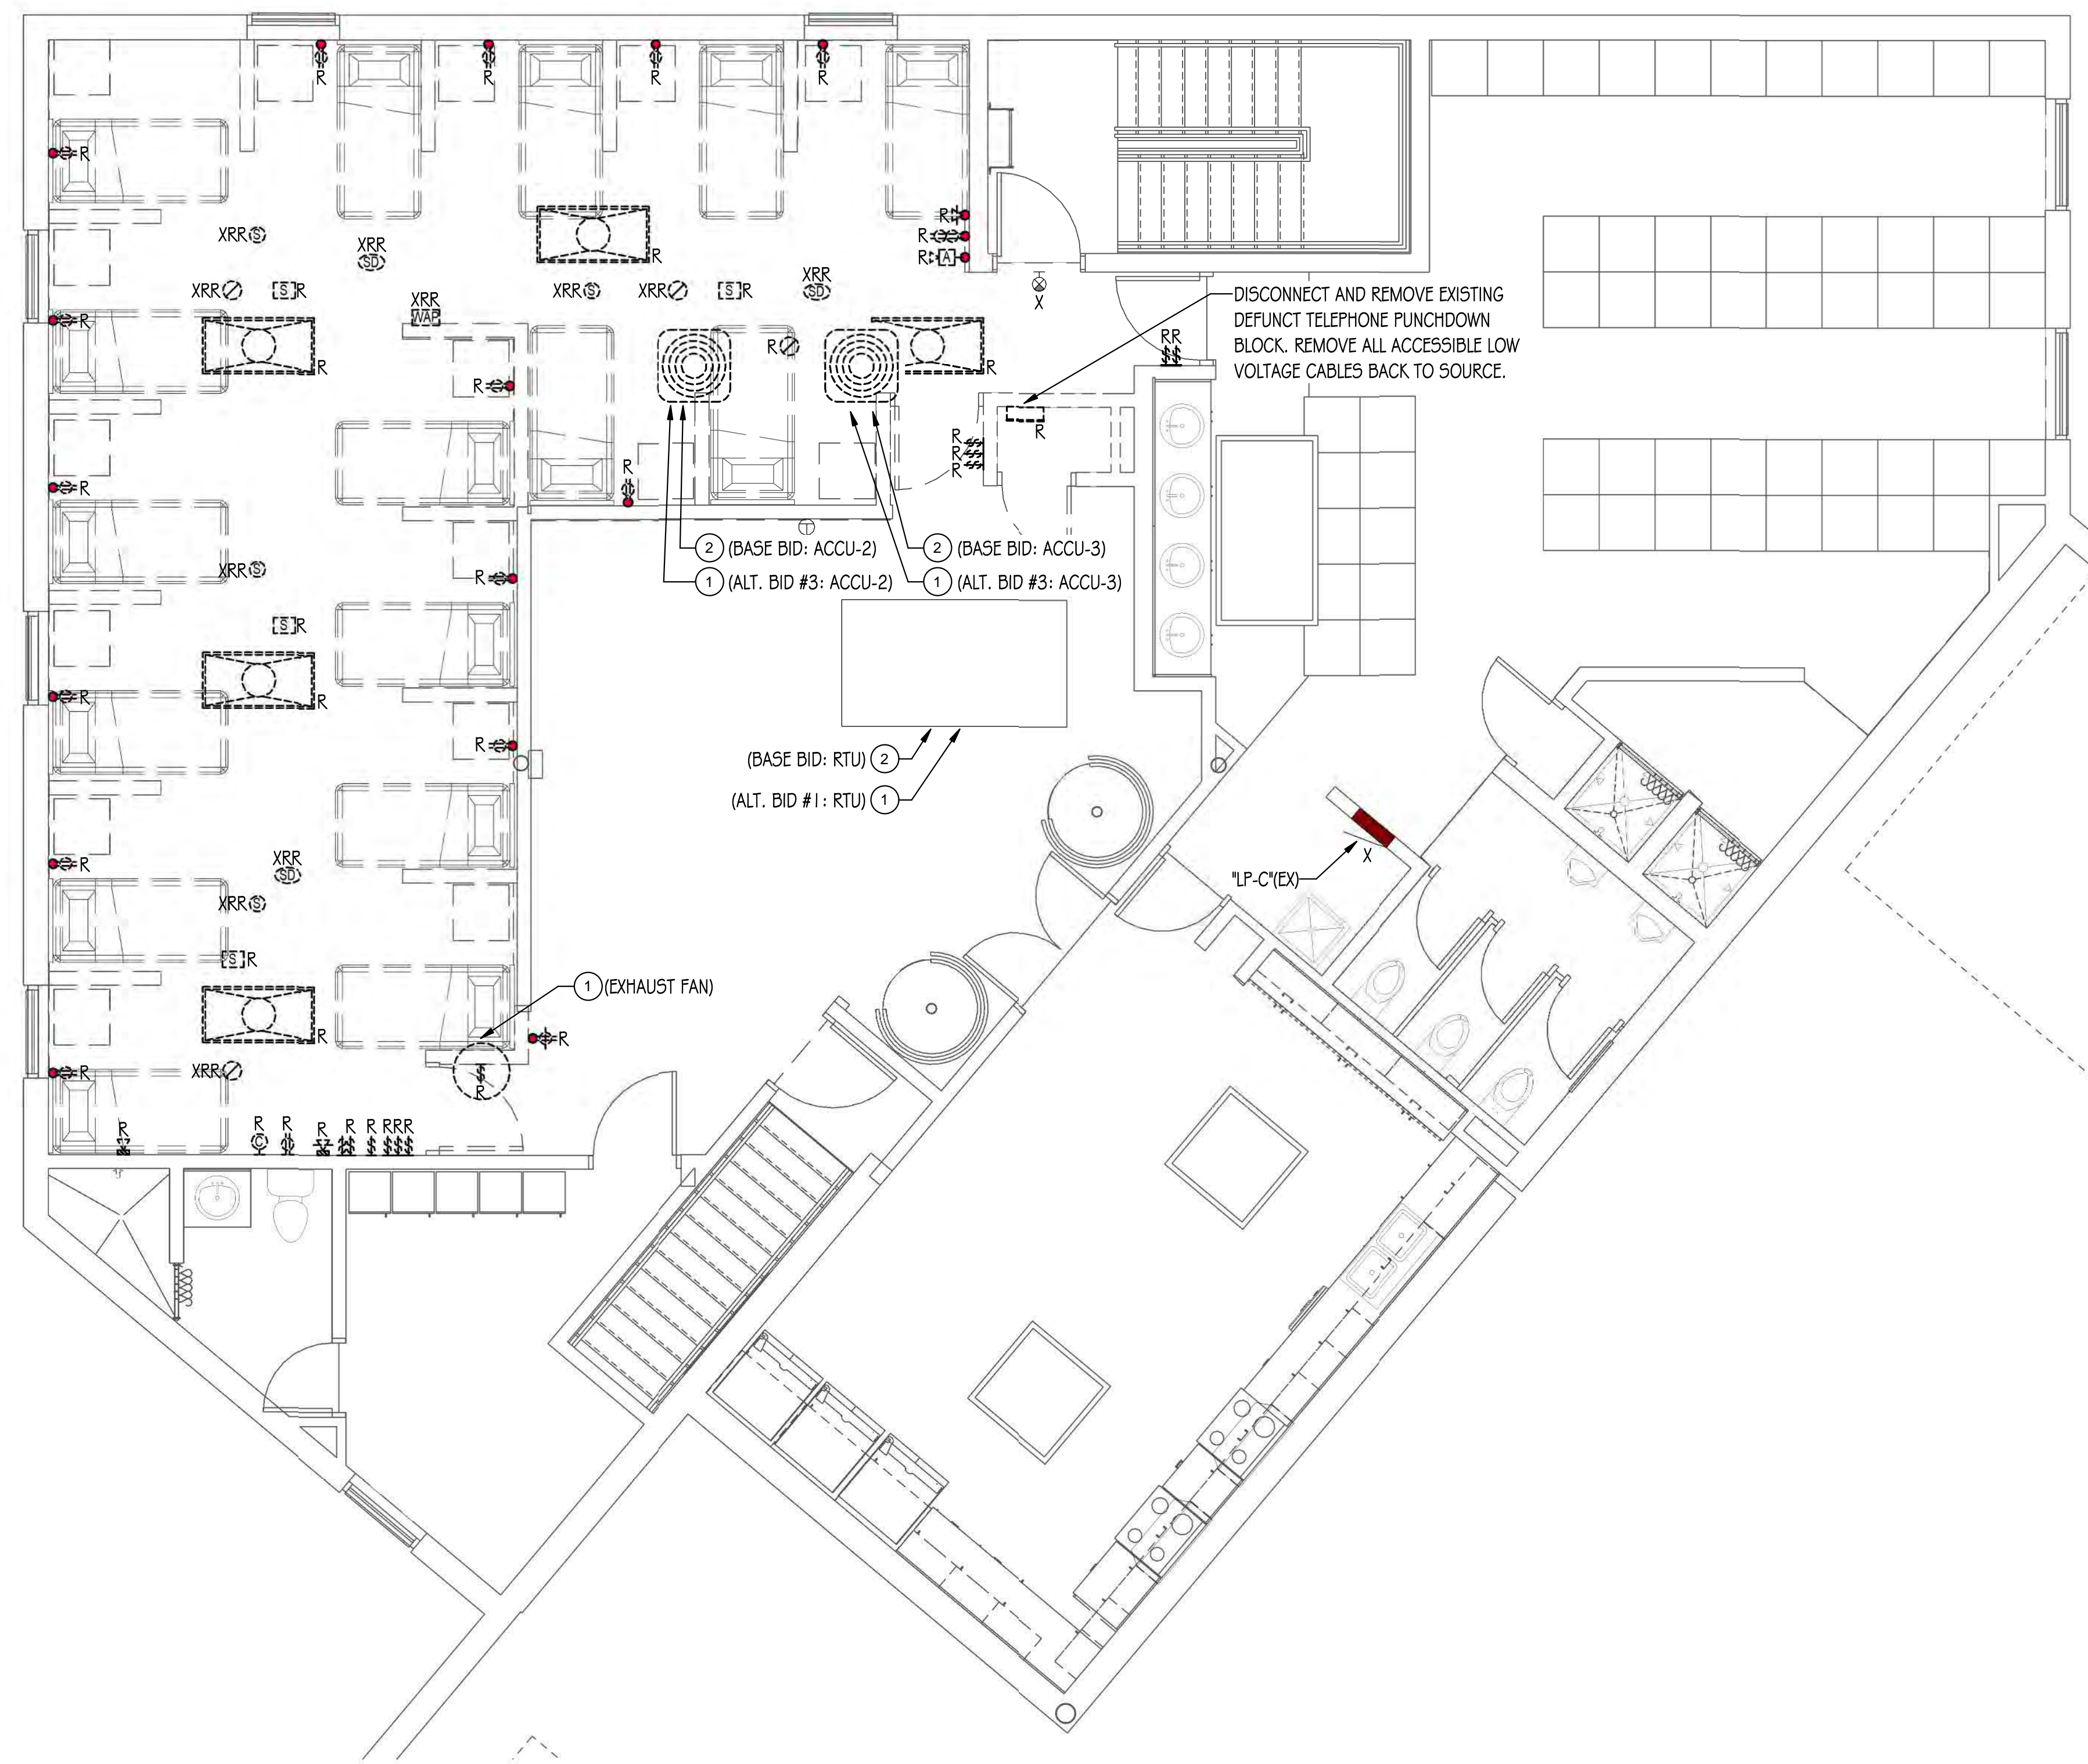 R
R
R
R
R
R
R
R A
XRR S
XRR
SD
XRR S R
XRR S XRR S R
XRR
SD
X
XRR
WAP
R
R
R
R
DISCONNECT AND REMOVE EXISTING
DEFUNCT TELEPHONE PUNCHDOWN
BLOCK. REMOVE ALL ACCESSIBLE LOW
VOLTAGE CABLES BACK TO SOURCE.
RR
R
R
R
R
R
R
R
R
R
2 (BASE BID: ACCU-2)
1 (ALT. BID #3: ACCU-2)
2 (BASE BID: ACCU-3)
1 (ALT. BID #3: ACCU-3)
T
XRR S
R
S R
R
R
R
(BASE BID: RTU) 2
(ALT. BID #1: RTU) 1
R
XRR
SD
XRR S
S R
"LP-C"(EX)
X
1 (EXHAUST FAN)
R
R
R
XRR
R
R
R
C
R
R
R
R
RRR